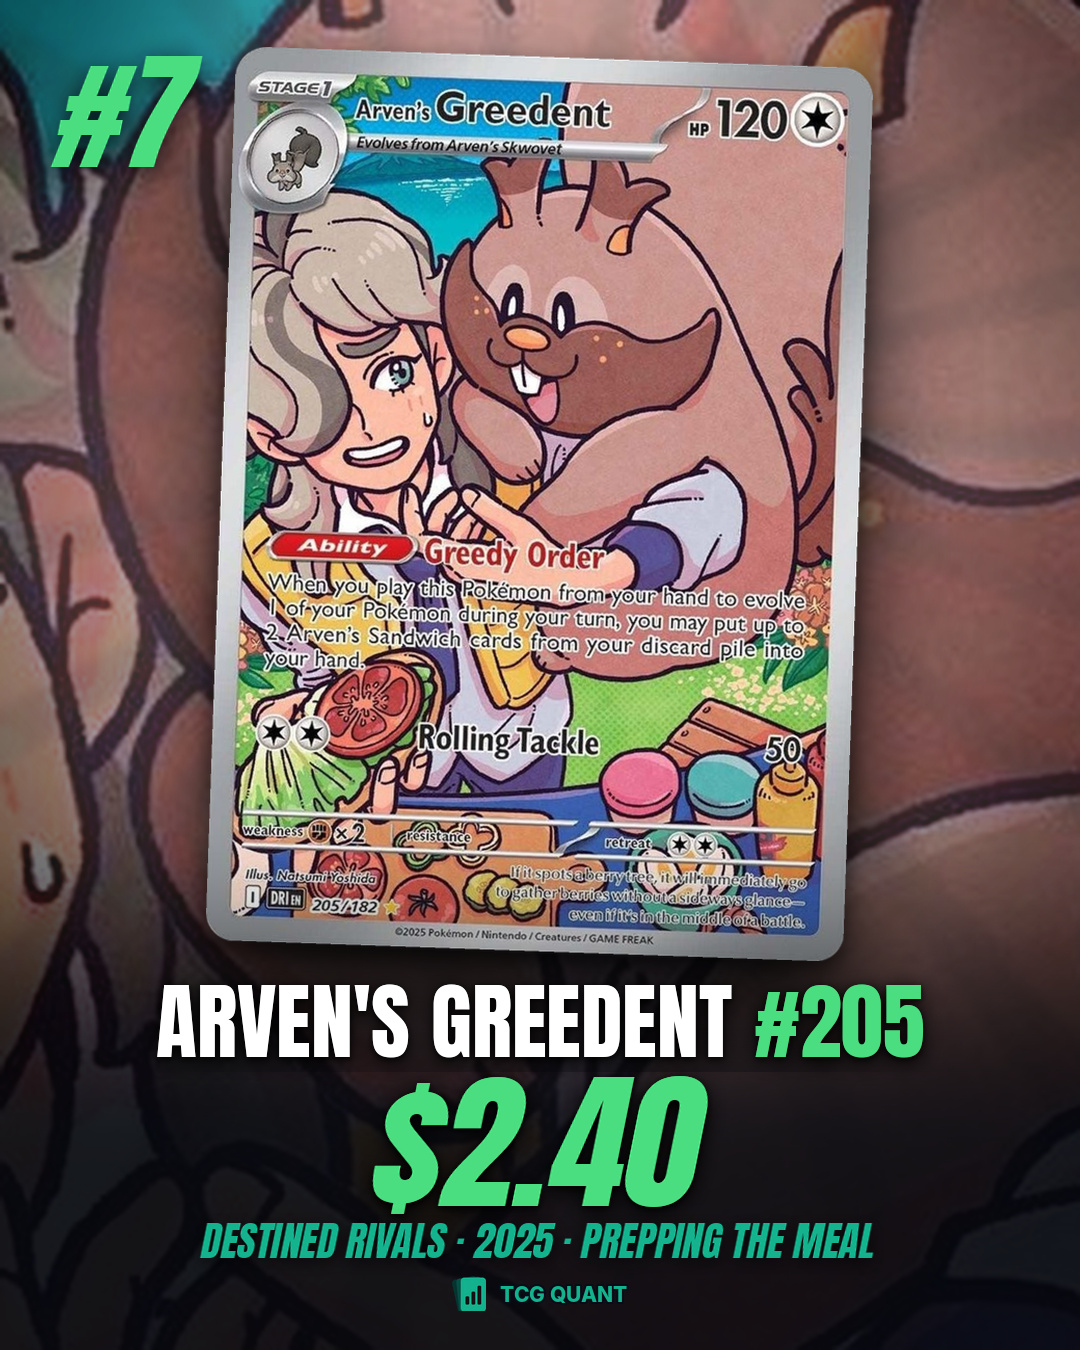 #7
STAGE 1
Arven's Greedent
HP 120
Evolves from Arven's Skwovet
Ability Greedy Order
When you play this Pokémon from your hand to evolve
1 of your Pokémon during your turn, you may put up to
2 Arven's Sandwich cards from your discard pile into
your hand.
Rolling Tackle 50
weakness ×2 resistance retreat
Illus. Natsumi Yoshida
I DRI EN 205/182
If it spots a berry tree, it will immediately go
to gather berries without a sideways glance—
even if it's in the middle of a battle.
©2025 Pokémon / Nintendo / Creatures / GAME FREAK
ARVEN'S GREEDENT #205
$2.40
DESTINED RIVALS · 2025 · PREPPING THE MEAL
TCG QUANT